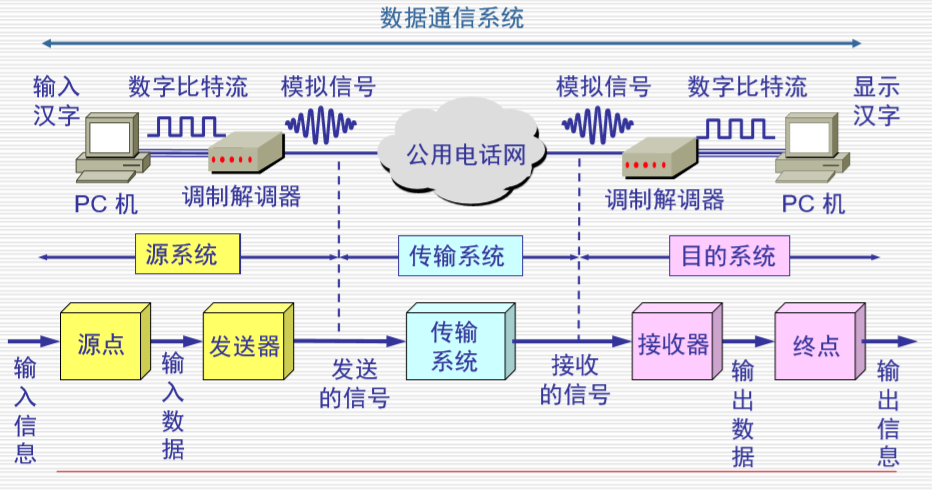 数据通信系统
输入
汉字
数字比特流
模拟信号
模拟信号
数字比特流
显示
汉字
公用电话网
PC 机
调制解调器
调制解调器
PC 机
源系统
传输系统
目的系统
源点
发送器
传输
系统
接收器
终点
输入信息
输入数据
发送
的信号
接收
的信号
输出数据
输出信息